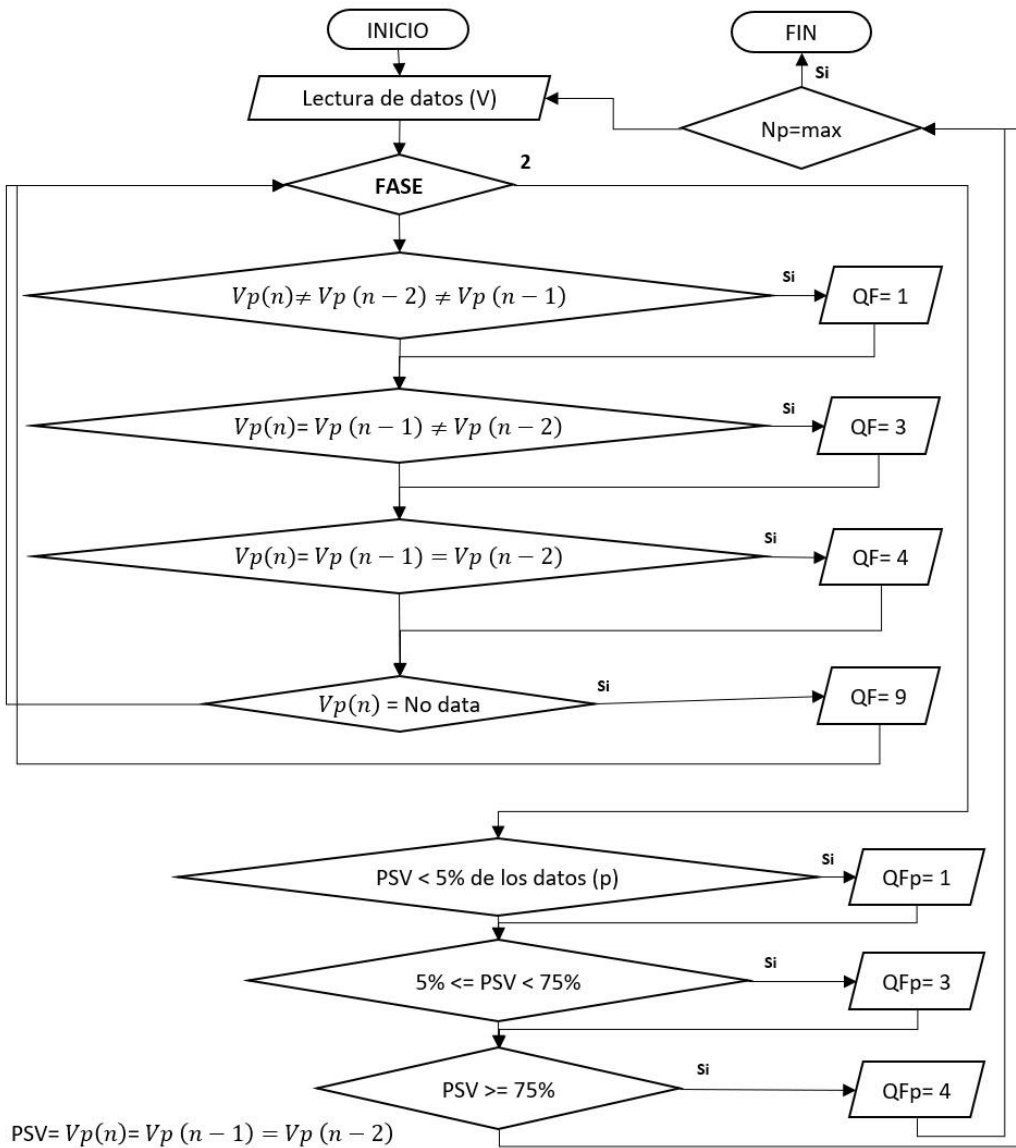 INICIO
FIN
Si
Lectura de datos (V)
Np=max
2
FASE
Si
Vp(n)≠ Vp (n − 2) ≠ Vp (n − 1)
QF= 1
Si
Vp(n)= Vp (n − 1) ≠ Vp (n − 2)
QF= 3
Si
Vp(n)= Vp (n − 1) = Vp (n − 2)
QF= 4
Si
Vp(n) = No data
QF= 9
Si
PSV < 5% de los datos (p)
QFp= 1
Si
5% <= PSV < 75%
QFp= 3
Si
PSV >= 75%
QFp= 4
PSV= Vp(n)= Vp (n − 1) = Vp (n − 2)